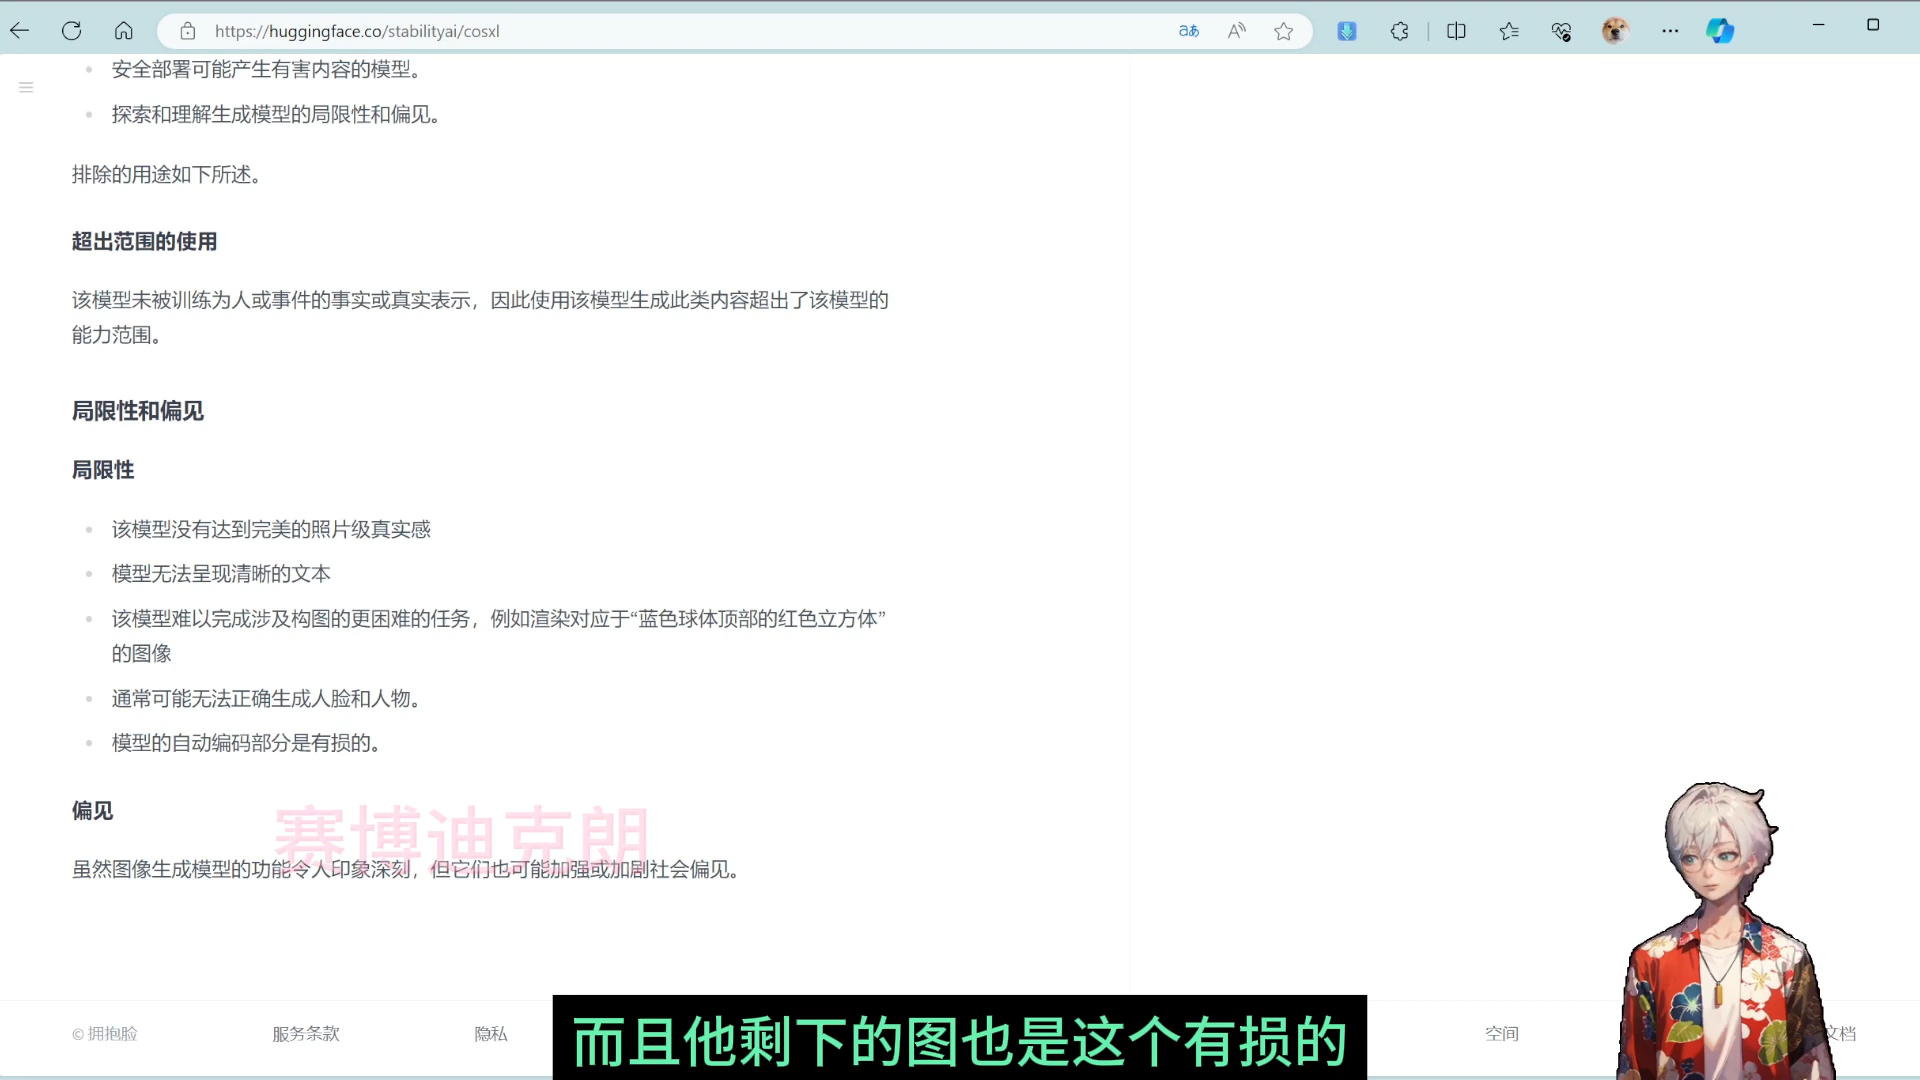 https://huggingface.co/stabilityai/cosxl
安全部署可能产生有害内容的模型。
探索和理解生成模型的局限性和偏见。
排除的用途如下所述。
超出范围的使用
该模型未被训练为人或事件的事实或真实表示，因此使用该模型生成此类内容超出了该模型的
能力范围。
局限性和偏见
局限性
该模型没有达到完美的照片级真实感
模型无法呈现清晰的文本
该模型难以完成涉及构图的更困难的任务，例如渲染对应于“蓝色球体顶部的红色立方体”
的图像
通常可能无法正确生成人脸和人物。
模型的自动编码部分是有损的。
偏见
赛博迪克朗
虽然图像生成模型的功能令人印象深刻，但它们也可能加强或加剧社会偏见。
© 拥抱脸
服务条款
隐私
空间
文档
而且他剩下的图也是这个有损的